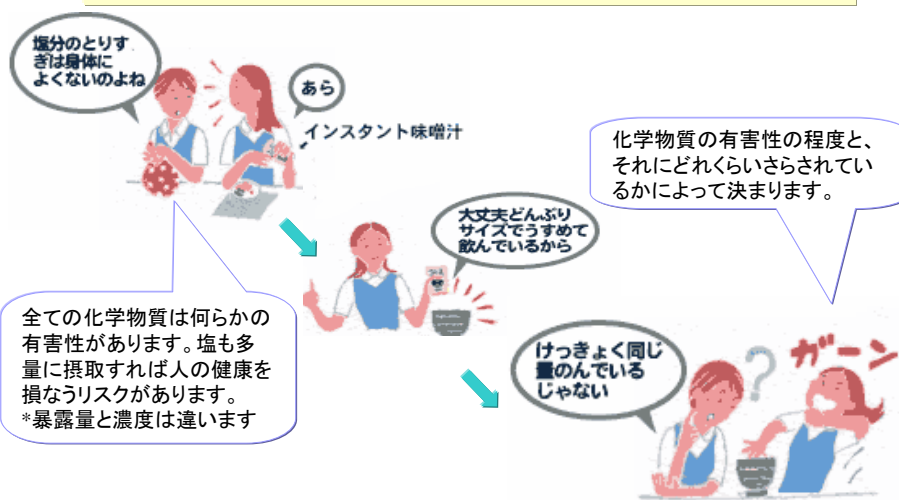 塩分のとりす
ぎは身体に
よくないのよね
あら
インスタント味噌汁
大丈夫どんぶり
サイズでうすめて
飲んでいるから
化学物質の有害性の程度と、
それにどれくらいさらされてい
るかによって決まります。
全ての化学物質は何らかの
有害性があります。塩も多
量に摂取すれば人の健康を
損なうリスクがあります。
*暴露量と濃度は違います
けっきょく同じ
量のんでいる
じゃない
?
ガーン